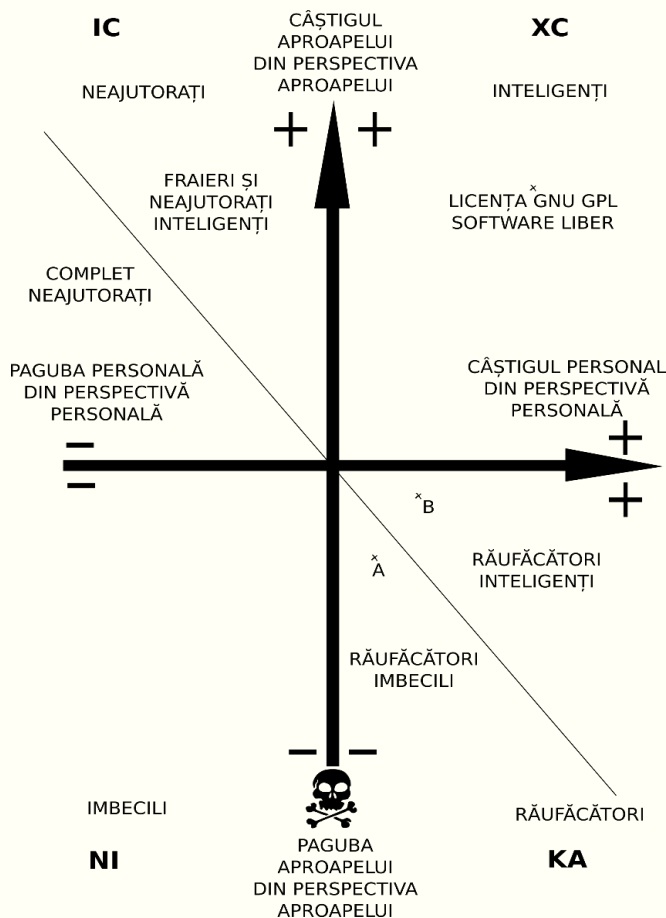 IC
XC
CÂȘTIGUL
APROAPELUI
DIN PERSPECTIVA
APROAPELUI
NEAJUTORAȚI
INTELIGENȚI
FRAIERI ȘI
NEAJUTORAȚI
INTELIGENȚI
LICENȚA GNU GPL
SOFTWARE LIBER
COMPLET
NEAJUTORAȚI
PAGUBA PERSONALĂ
DIN PERSPECTIVĂ
PERSONALĂ
CÂȘTIGUL PERSONAL
DIN PERSPECTIVĂ
PERSONALĂ
B
A
RĂUFĂCĂTORI
INTELIGENȚI
RĂUFĂCĂTORI
IMBECILI
IMBECILI
RĂUFĂCĂTORI
NI
KA
PAGUBA
APROAPELUI
DIN PERSPECTIVA
APROAPELUI